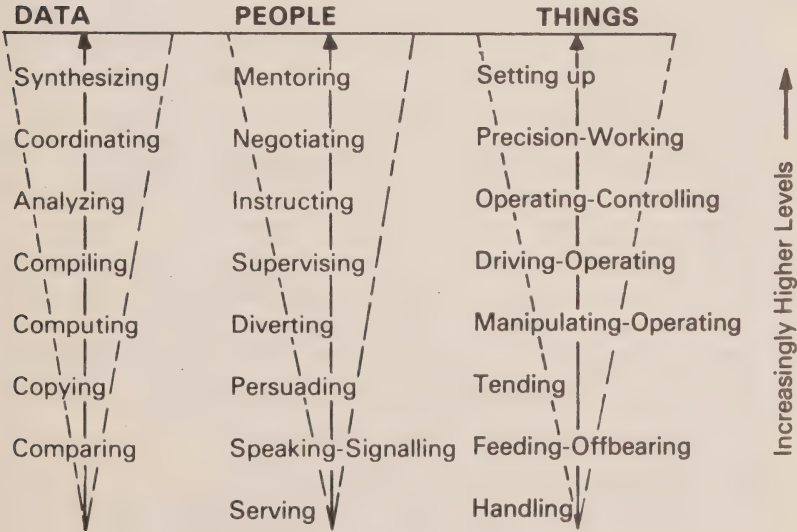 DATA PEOPLE THINGS
Synthesizing Mentoring Setting up
Coordinating Negotiating Precision-Working
Analyzing Instructing Operating-Controlling
Compiling Supervising Driving-Operating
Computing Diverting Manipulating-Operating
Copying Persuading Tending
Comparing Speaking-Signalling Feeding-Offbearing
Serving Handling
Increasingly Higher Levels